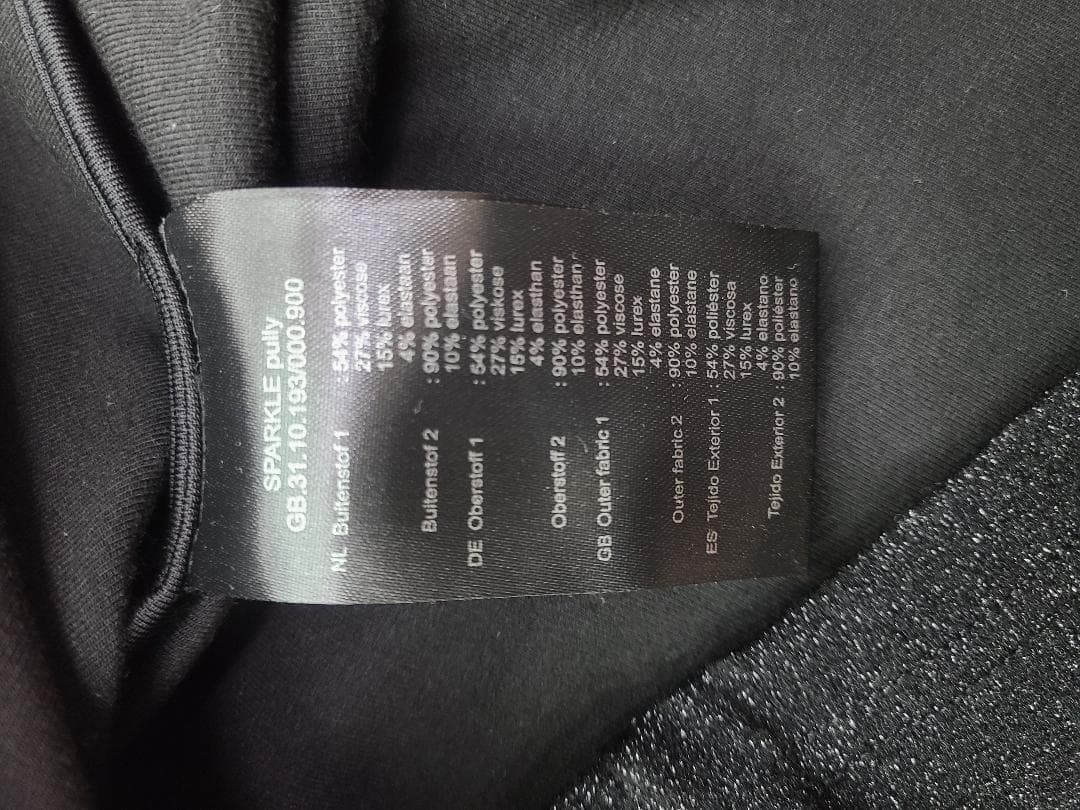 SPARKLE pully
GB.31.10.193/000.900
NL Buitenstof 1 : 54% polyester
27% viscose
15% lurex
4% elastaan
Buitenstof 2 : 90% polyester
10% elastaan
DE Oberstoff 1 : 54% polyester
27% viskose
15% lurex
4% elasthan
Oberstoff 2 : 90% polyester
10% elasthan
GB Outer fabric 1 : 54% polyester
27% viscose
15% lurex
4% elastane
Outer fabric 2 : 90% polyester
10% elastane
ES Tejido Exterior 1 : 54% poliéster
27% viscosa
15% lurex
4% elastano
Tejido Exterior 2 : 90% poliéster
10% elastano